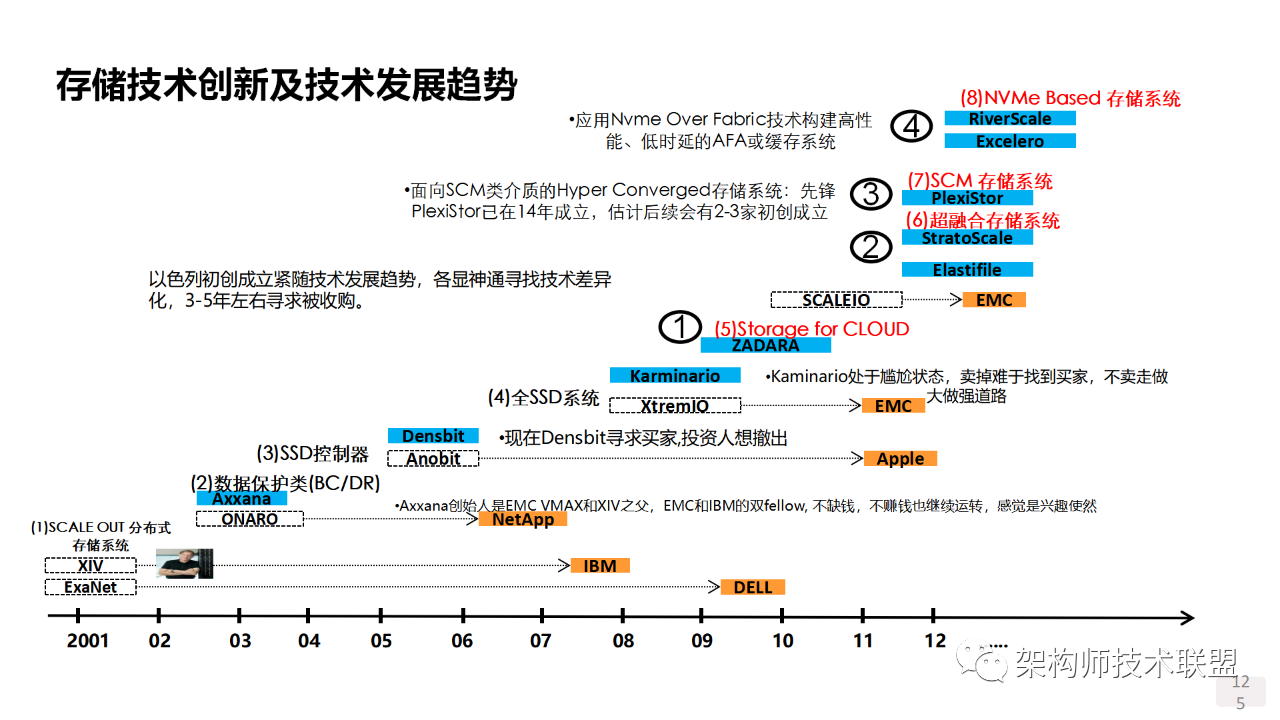 存储技术创新及技术发展趋势
(8)NVMe Based 存储系统
•应用Nvme Over Fabric技术构建高性
能、低时延的AFA或缓存系统
4
RiverScale
Excelero
(7)SCM 存储系统
•面向SCM类介质的Hyper Converged存储系统：先锋
PlexiStor已在14年成立，估计后续会有2-3家初创成立
3
PlexiStor
(6)超融合存储系统
2
StratoScale
Elastifile
以色列初创成立紧随技术发展趋势，各显神通寻找技术差异
化，3-5年左右寻求被收购。
SCALEIO
EMC
1
(5)Storage for CLOUD
ZADARA
Karminario
•Kaminario处于尴尬状态，卖掉难于找到买家，不卖走做
大做强道路
(4)全SSD系统
XtremIO
EMC
Densbit
•现在Densbit寻求买家,投资人想撤出
(3)SSD控制器
Anobit
Apple
(2)数据保护类(BC/DR)
Axxana
•Axxana创始人是EMC VMAX和XIV之父，EMC和IBM的双fellow, 不缺钱，不赚钱也继续运转，感觉是兴趣使然
ONARO
NetApp
(1)SCALE OUT 分布式
存储系统
XIV
IBM
ExaNet
DELL
2001 02 03 04 05 06 07 08 09 10 11 12 ....
架构师技术联盟
12
5